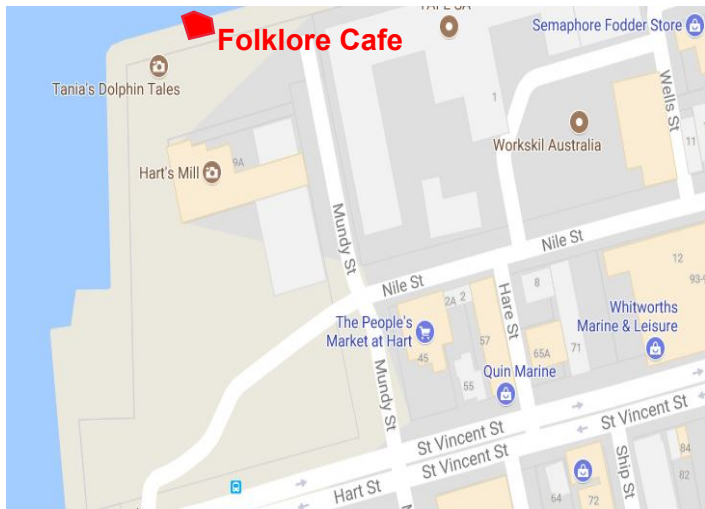 Folklore Cafe
TAFE SA
Semaphore Fodder Store
Tania's Dolphin Tales
1
Wells St
Workskil Australia
11
Hart's Mill
9A
Mundy St
Nile St
Nile St
12
93-9
8
2A
2
Hare St
Whitworths
Marine & Leisure
The People's
Market at Hart
57
45
65A
71
Quin Marine
55
Mundy St
St Vincent St
St Vincent St
St Vincent St
Hart St
Ship St
84
82
64
72